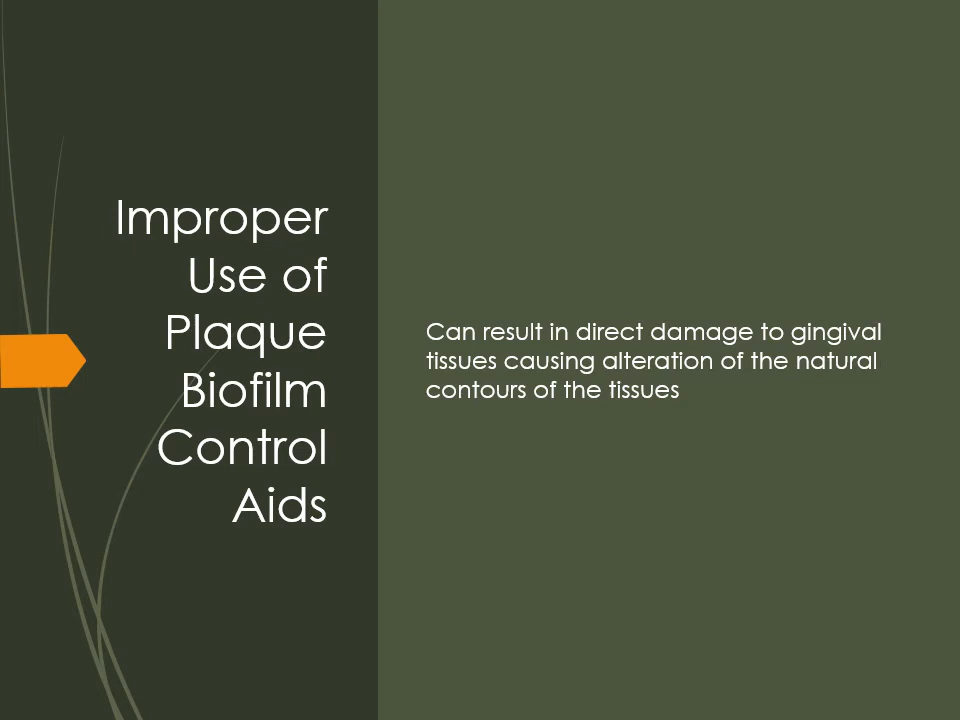 Improper
Use of
Plaque
Biofilm
Control
Aids
Can result in direct damage to gingival
tissues causing alteration of the natural
contours of the tissues